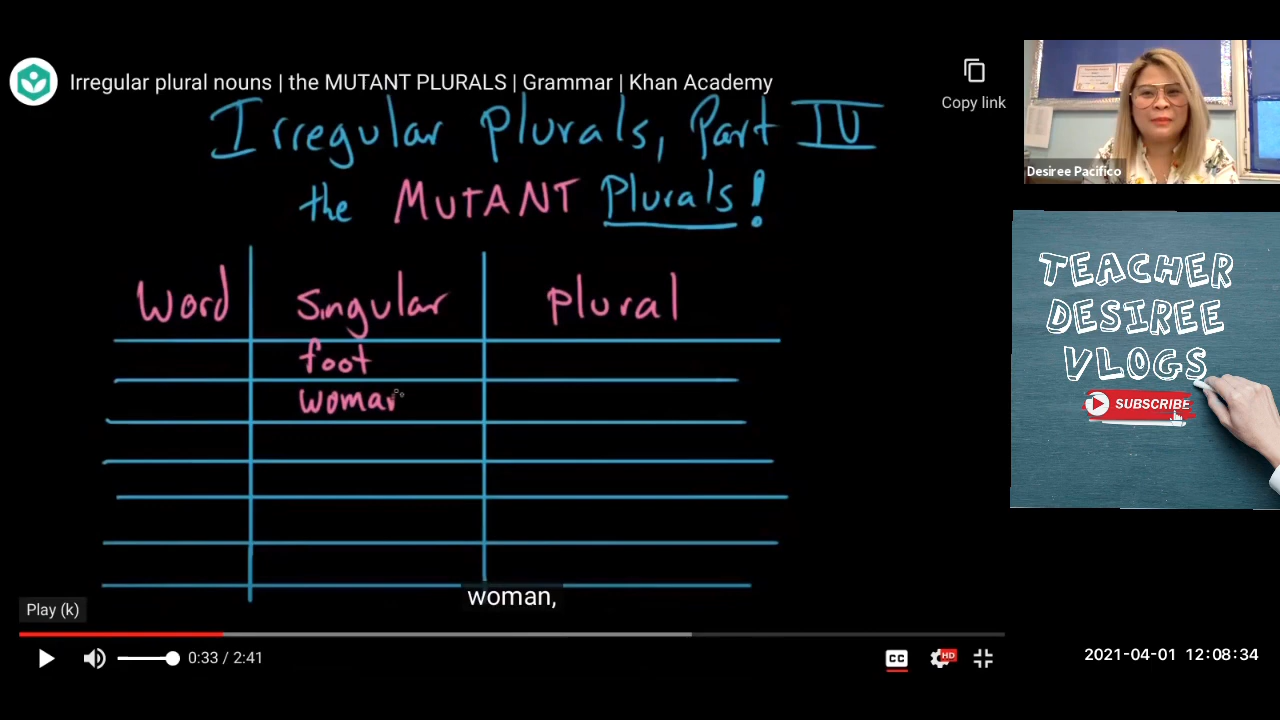 Irregular plural nouns | the MUTANT PLURALS | Grammar | Khan Academy
Copy link
Irregular Plurals, Part IV
the MUTANT Plurals!
Word Singular plural
foot
woman
woman,
Play (k)
0:33 / 2:41
CC
HD
Desiree Pacifico
TEACHER
DESIREE
VLOGS
SUBSCRIBE
2021-04-01 12:08:34